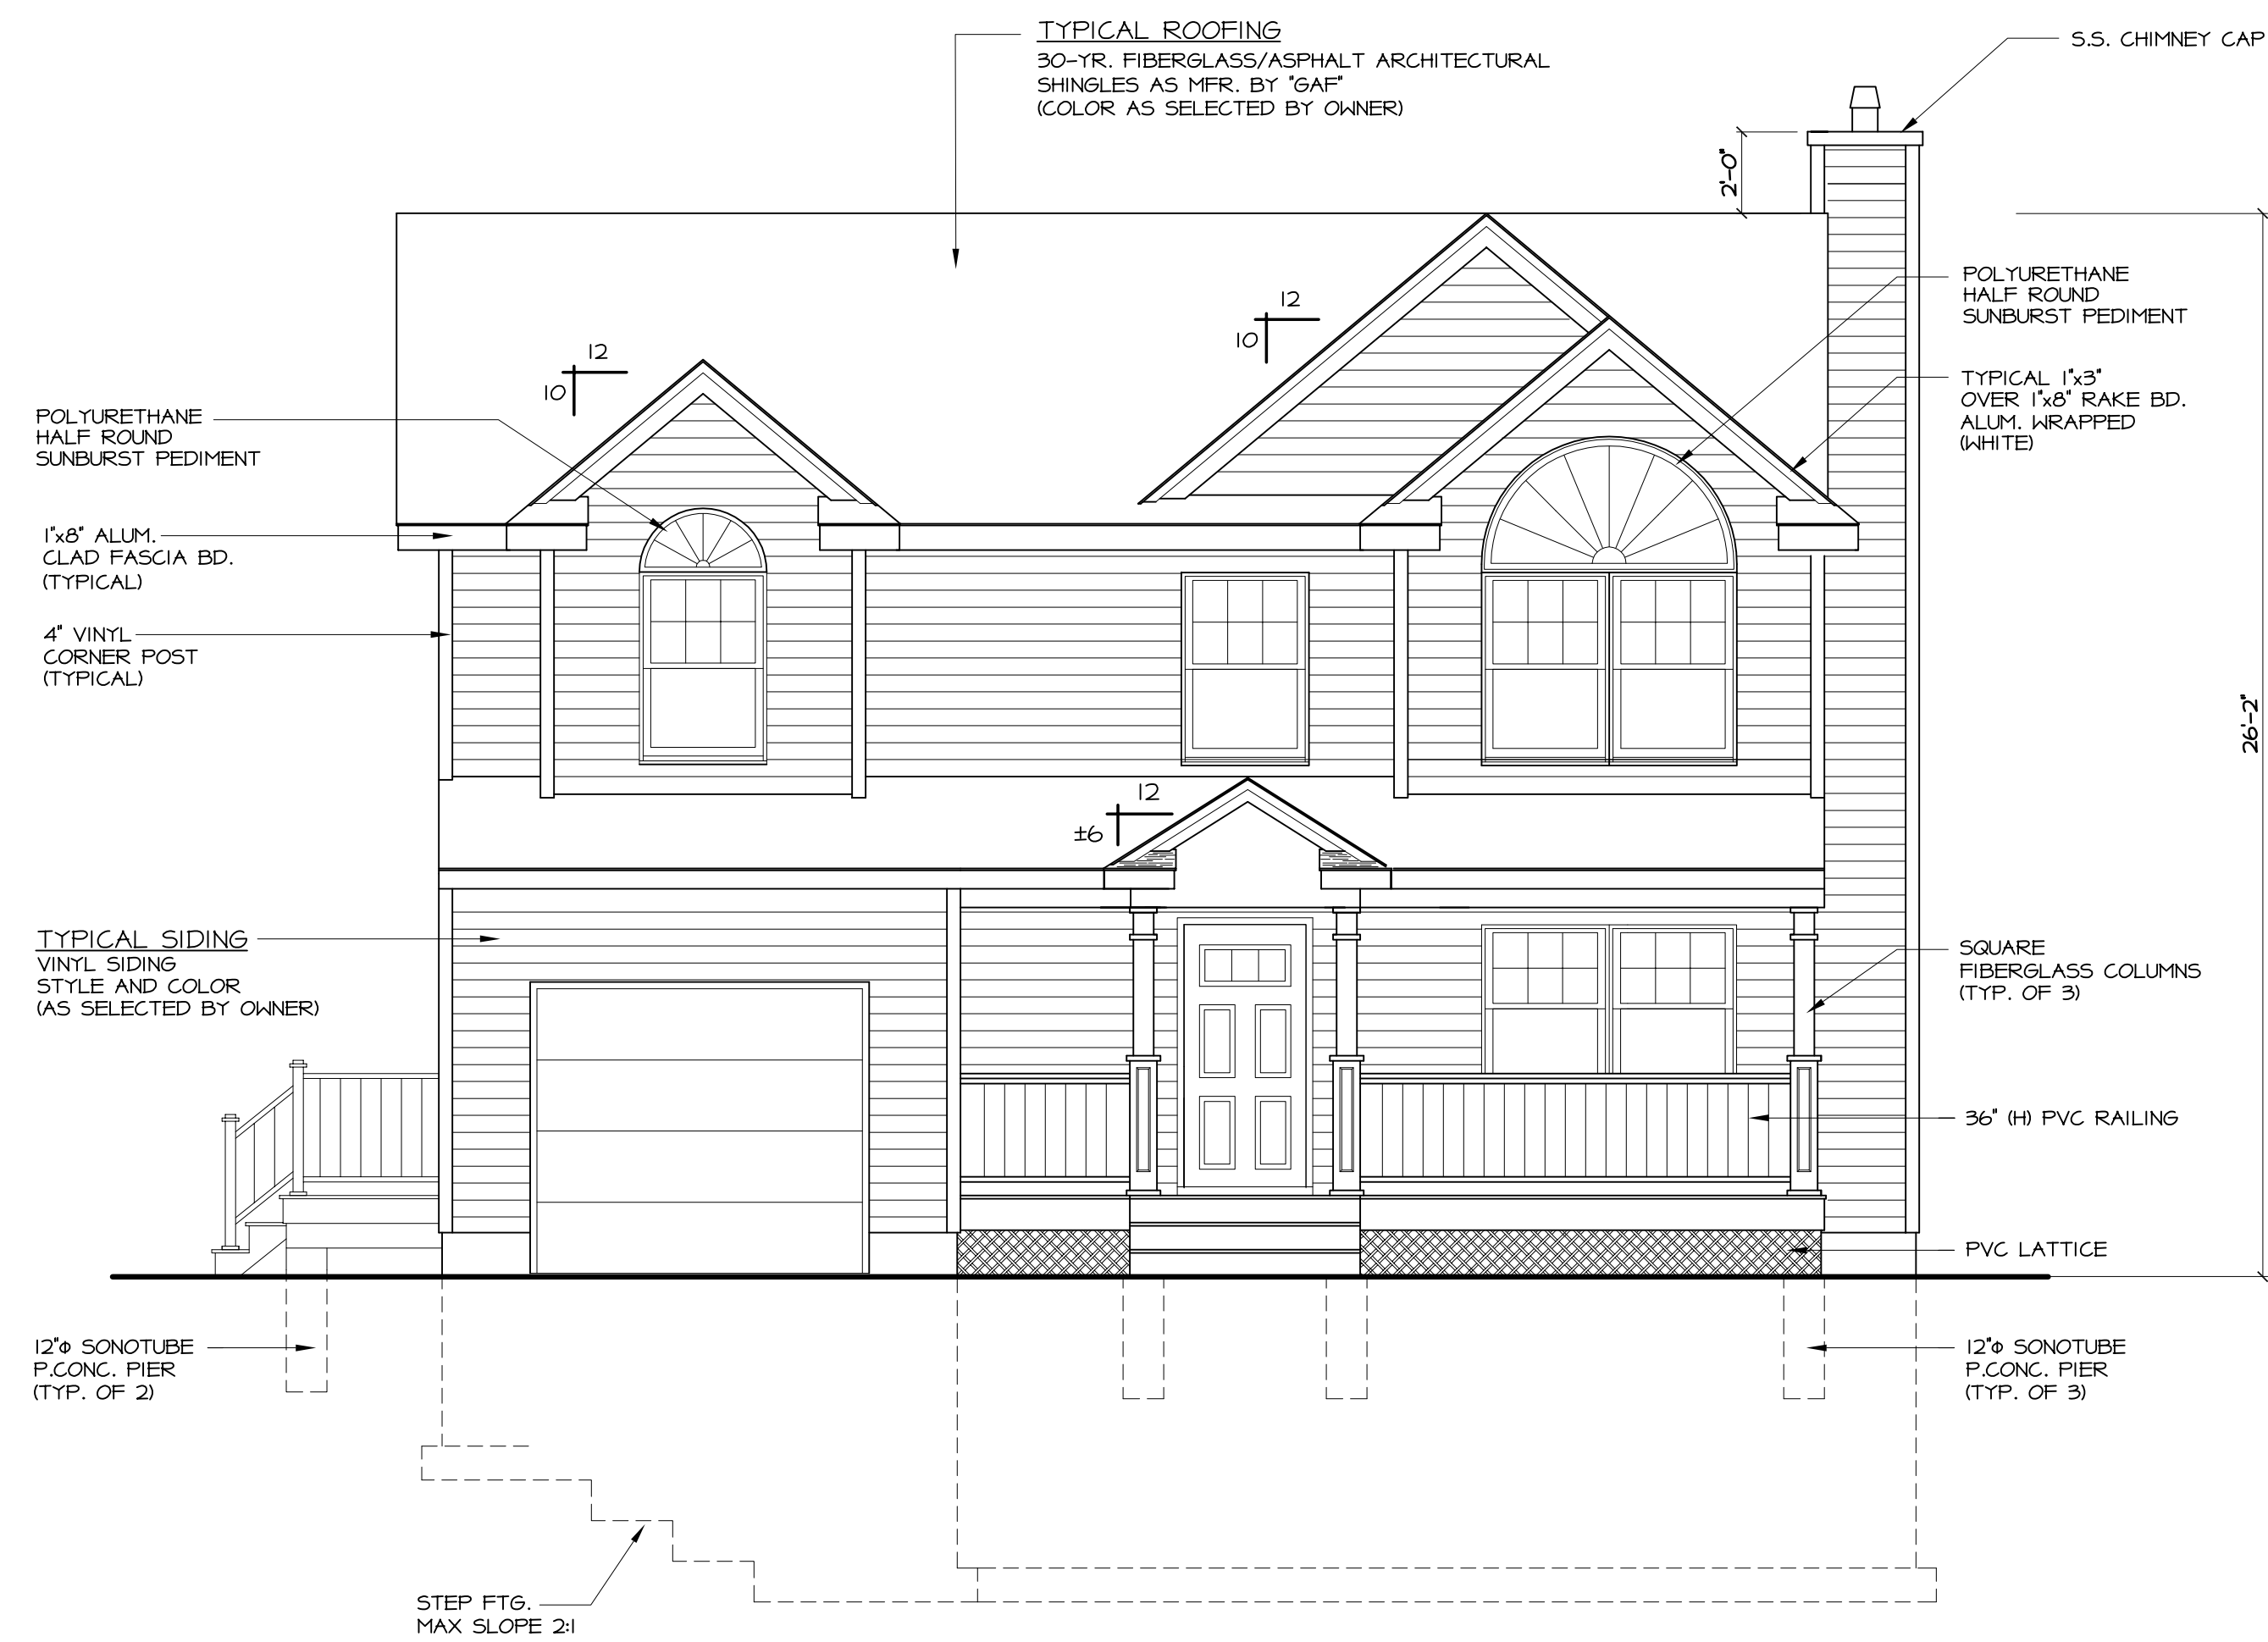 TYPICAL ROOFING
30-YR. FIBERGLASS/ASPHALT ARCHITECTURAL
SHINGLES AS MFR. BY "GAF"
(COLOR AS SELECTED BY OWNER)
S.S. CHIMNEY CAP
2'-0"
POLYURETHANE
HALF ROUND
SUNBURST PEDIMENT
12
10
12
10
TYPICAL 1"x3"
OVER 1"x8" RAKE BD.
ALUM. WRAPPED
(WHITE)
POLYURETHANE
HALF ROUND
SUNBURST PEDIMENT
1"x8" ALUM.
CLAD FASCIA BD.
(TYPICAL)
4" VINYL
CORNER POST
(TYPICAL)
26'-2"
12
±6
TYPICAL SIDING
VINYL SIDING
STYLE AND COLOR
(AS SELECTED BY OWNER)
SQUARE
FIBERGLASS COLUMNS
(TYP. OF 3)
36" (H) PVC RAILING
PVC LATTICE
12"Φ SONOTUBE
P.CONC. PIER
(TYP. OF 2)
12"Φ SONOTUBE
P.CONC. PIER
(TYP. OF 3)
STEP FTG.
MAX SLOPE 2:1